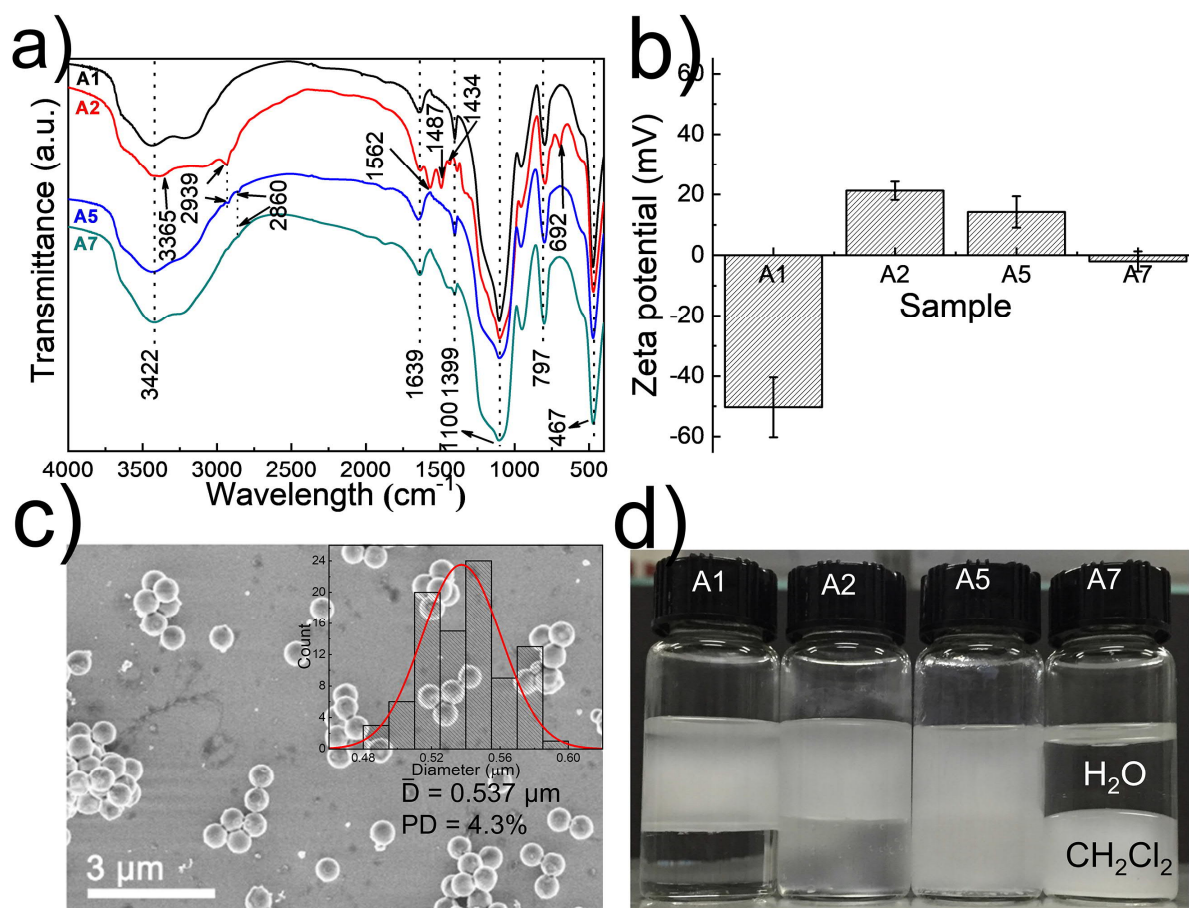 a)
A1
A2
A5
A7
Transmittance (a.u.)
3422
3365
2939
2860
1639
1562
1487
1434
1399
1100
797
692
467
4000 3500 3000 2500 2000 1500 1000 500
Wavelength (cm-1)
b)
Zeta potential (mV)
60
40
20
0
-20
-40
-60
A1 A2 A5 A7
Sample
c)
Count
24
20
16
12
8
4
0
0.48 0.52 0.56 0.60
Diameter (μm)
D̅ = 0.537 μm
PD = 4.3%
3 μm
d)
A1 A2 A5 A7
H₂O
CH₂Cl₂